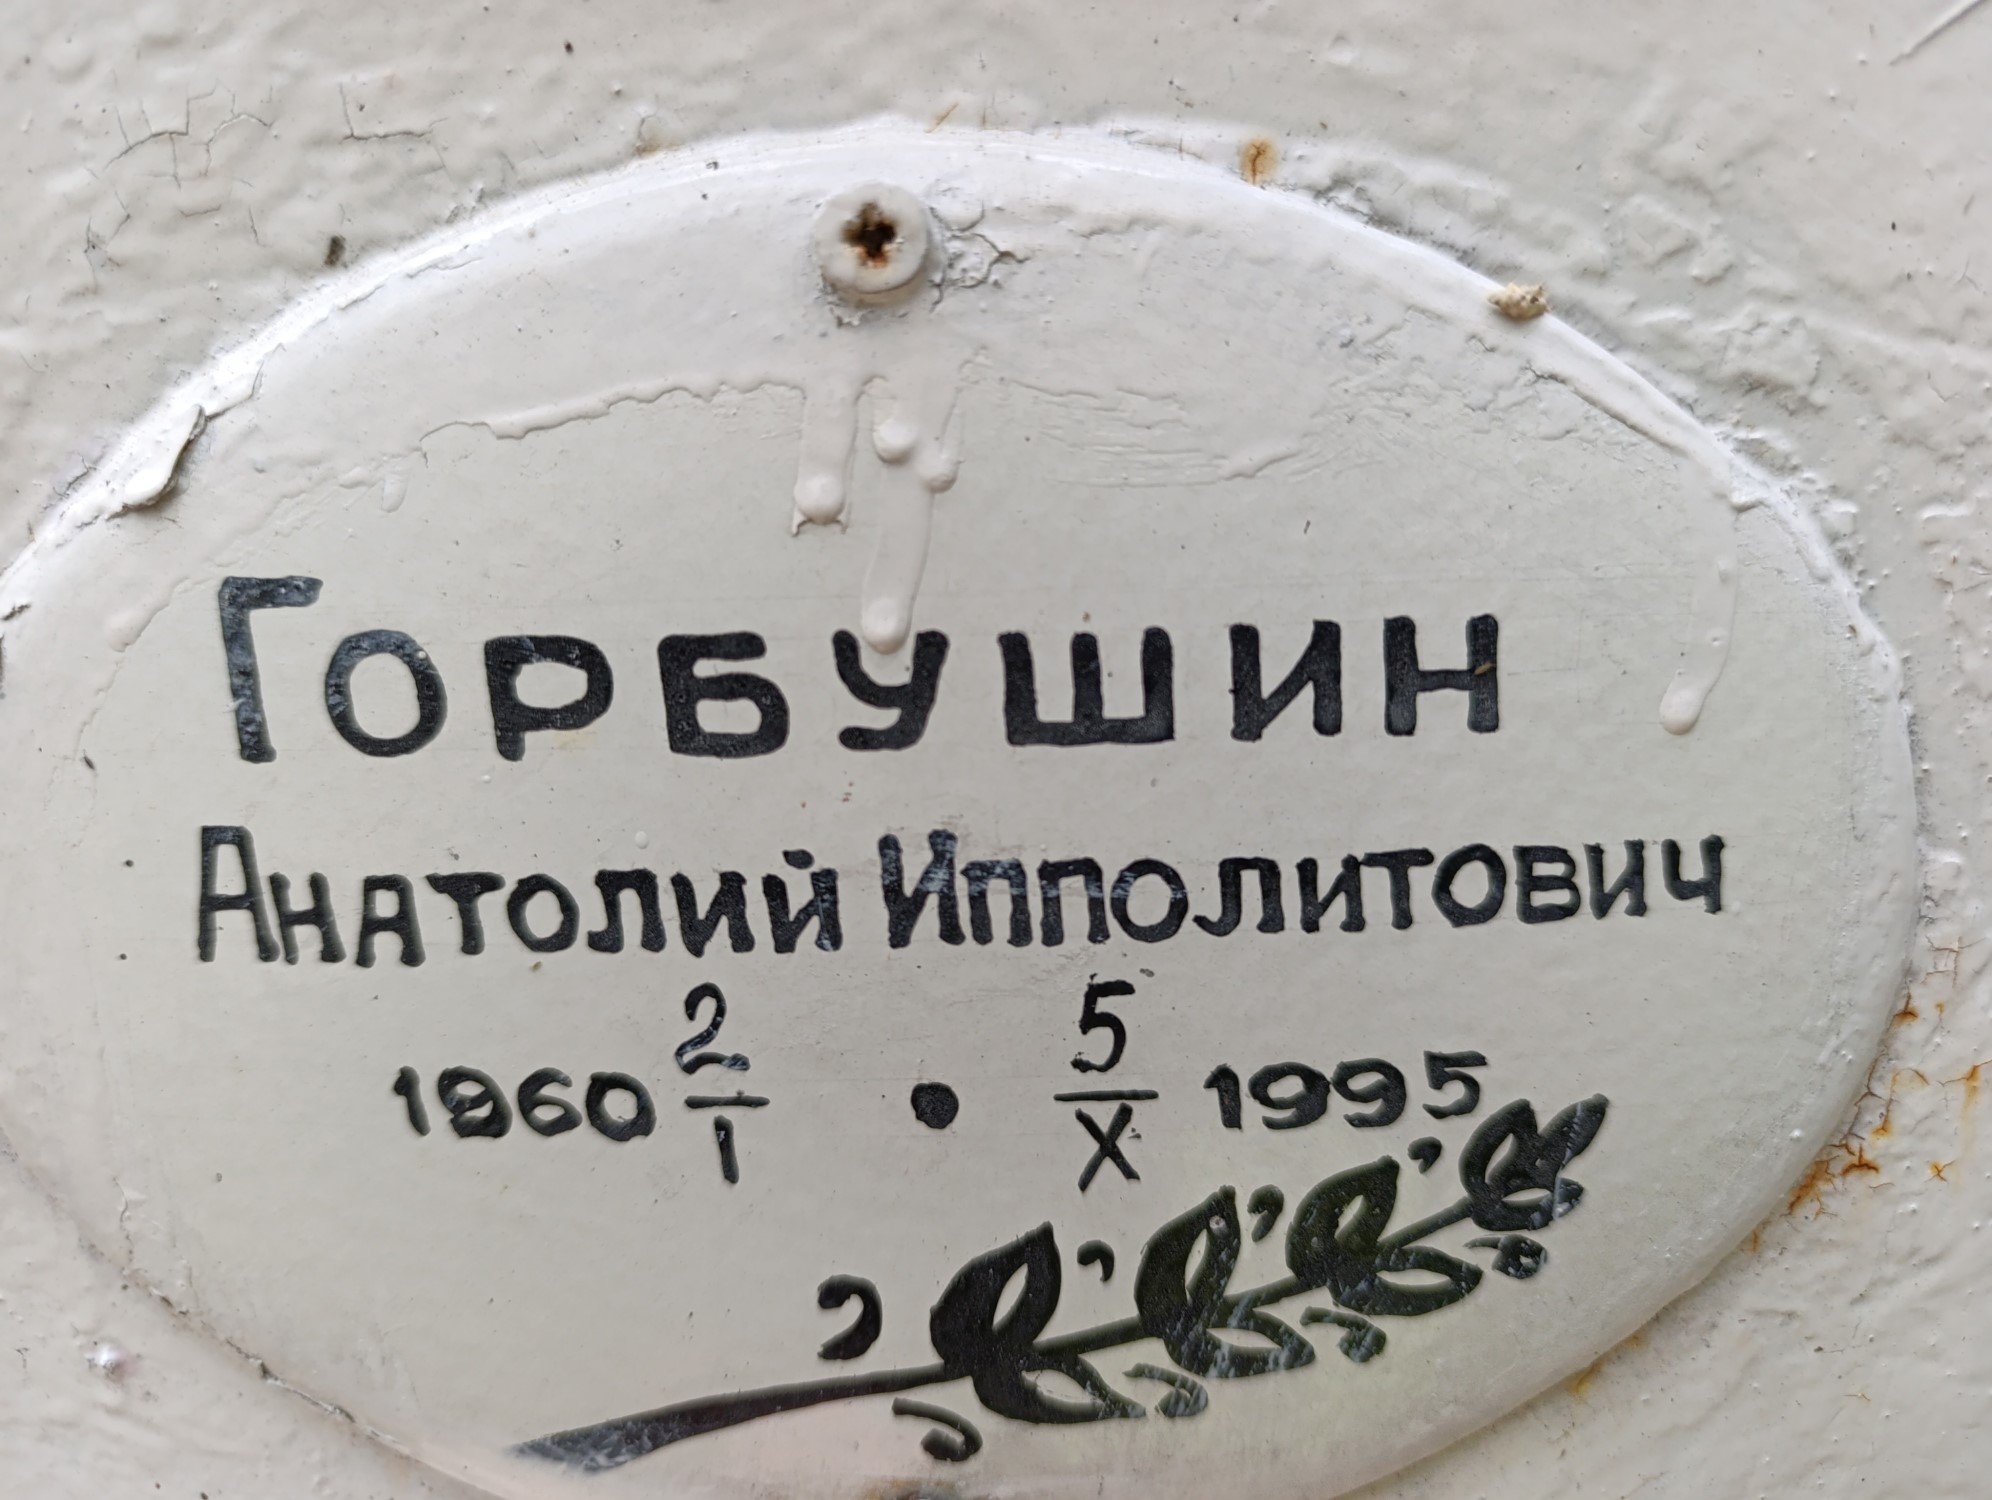 Горбушин
Анатолий Ипполитович
1960 2/I • 5/X 1995